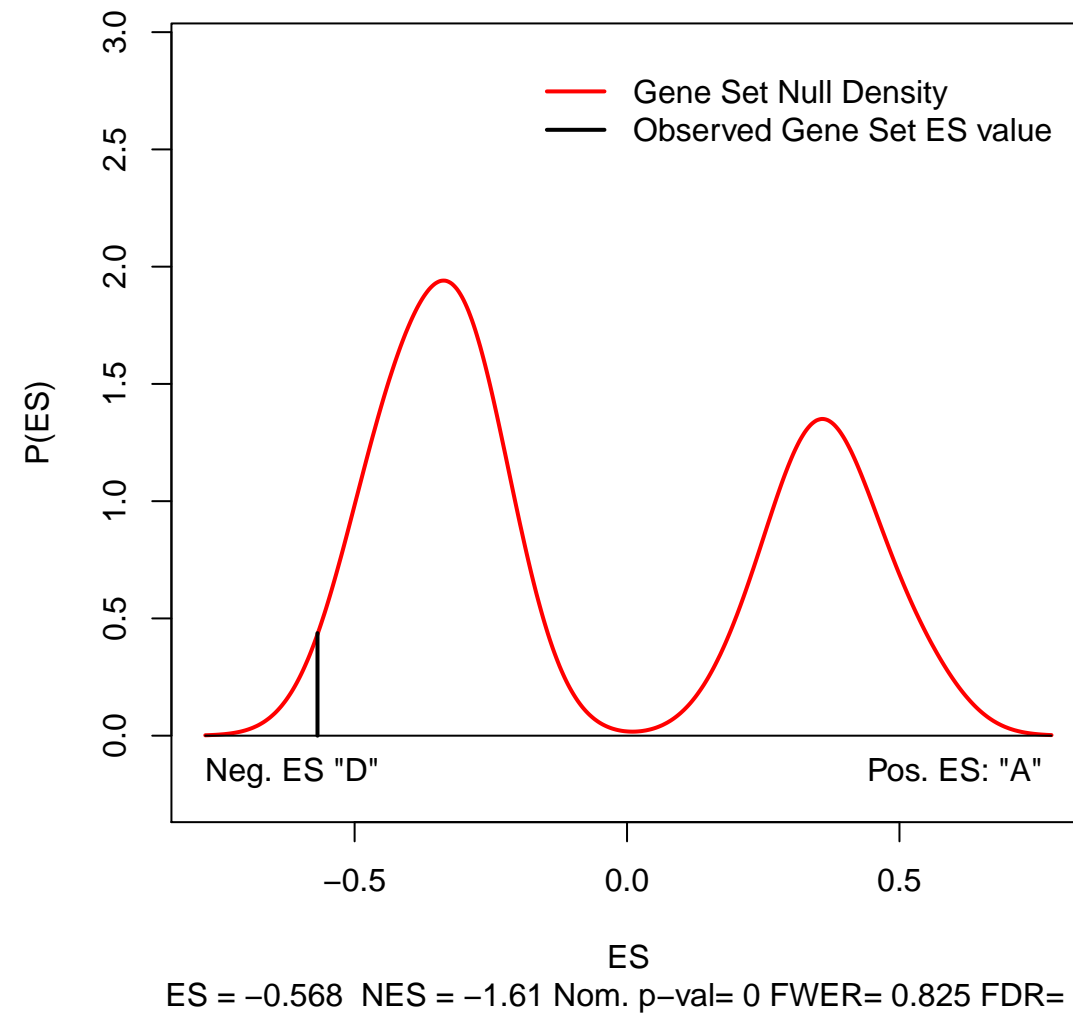 Gene Set Null Density
Observed Gene Set ES value
P(ES)
3.0
2.5
2.0
1.5
1.0
0.5
0.0
Neg. ES "D"
Pos. ES: "A"
−0.5
0.0
0.5
ES
ES = −0.568 NES = −1.61 Nom. p−val= 0 FWER= 0.825 FDR=